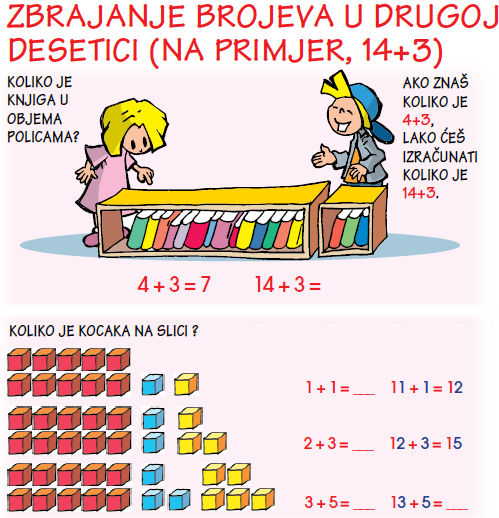 ZBRAJANJE BROJEVA U DRUGOJ
DESETICI (NA PRIMJER, 14+3)
KOLIKO JE
KNJIGA U
OBJEMA
POLICAMA?
AKO ZNAŠ
KOLIKO JE
4+3,
LAKO ĆEŠ
IZRAČUNATI
KOLIKO JE
14+3.
4 + 3 = 7 14 + 3 =
KOLIKO JE KOCAKA NA SLICI ?
1 + 1 = ___ 11 + 1 = 12
2 + 3 = ___ 12 + 3 = 15
3 + 5 = ___ 13 + 5 = ___